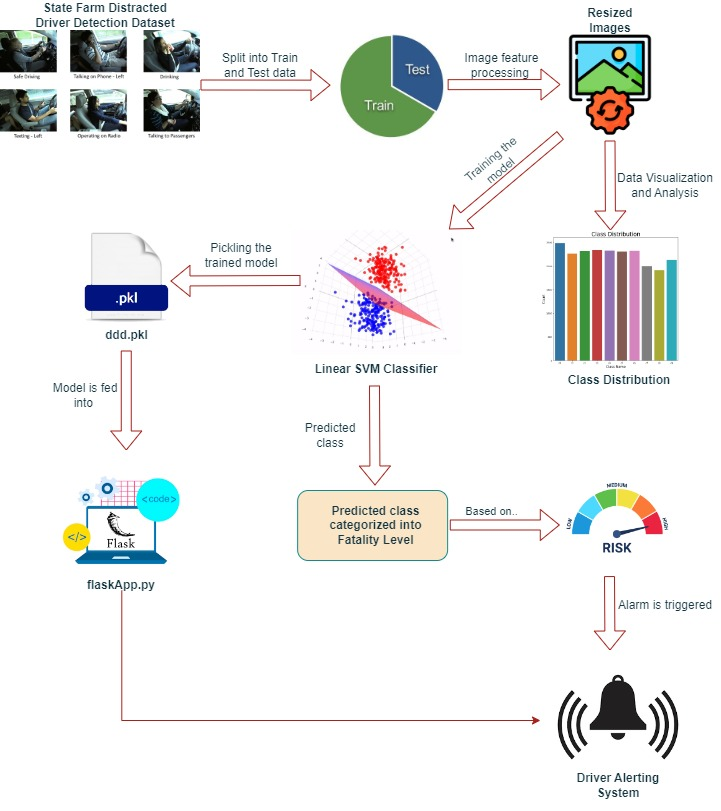 State Farm Distracted
Driver Detection Dataset
Safe Driving
Talking on Phone - Left
Drinking
Texting - Left
Operating on Radio
Talking to Passengers
Split into Train
and Test data
Test
Train
Image feature
processing
Resized
Images
Training the
model
Data Visualization
and Analysis
Class Distribution
Count
Class Name
Class Distribution
Pickling the
trained model
.pkl
ddd.pkl
Linear SVM Classifier
Model is fed
into
Predicted
class
<code>
</>
Flask
flaskApp.py
Predicted class
categorized into
Fatality Level
Based on..
LOW
MEDIUM
HIGH
RISK
Alarm is triggered
Driver Alerting
System